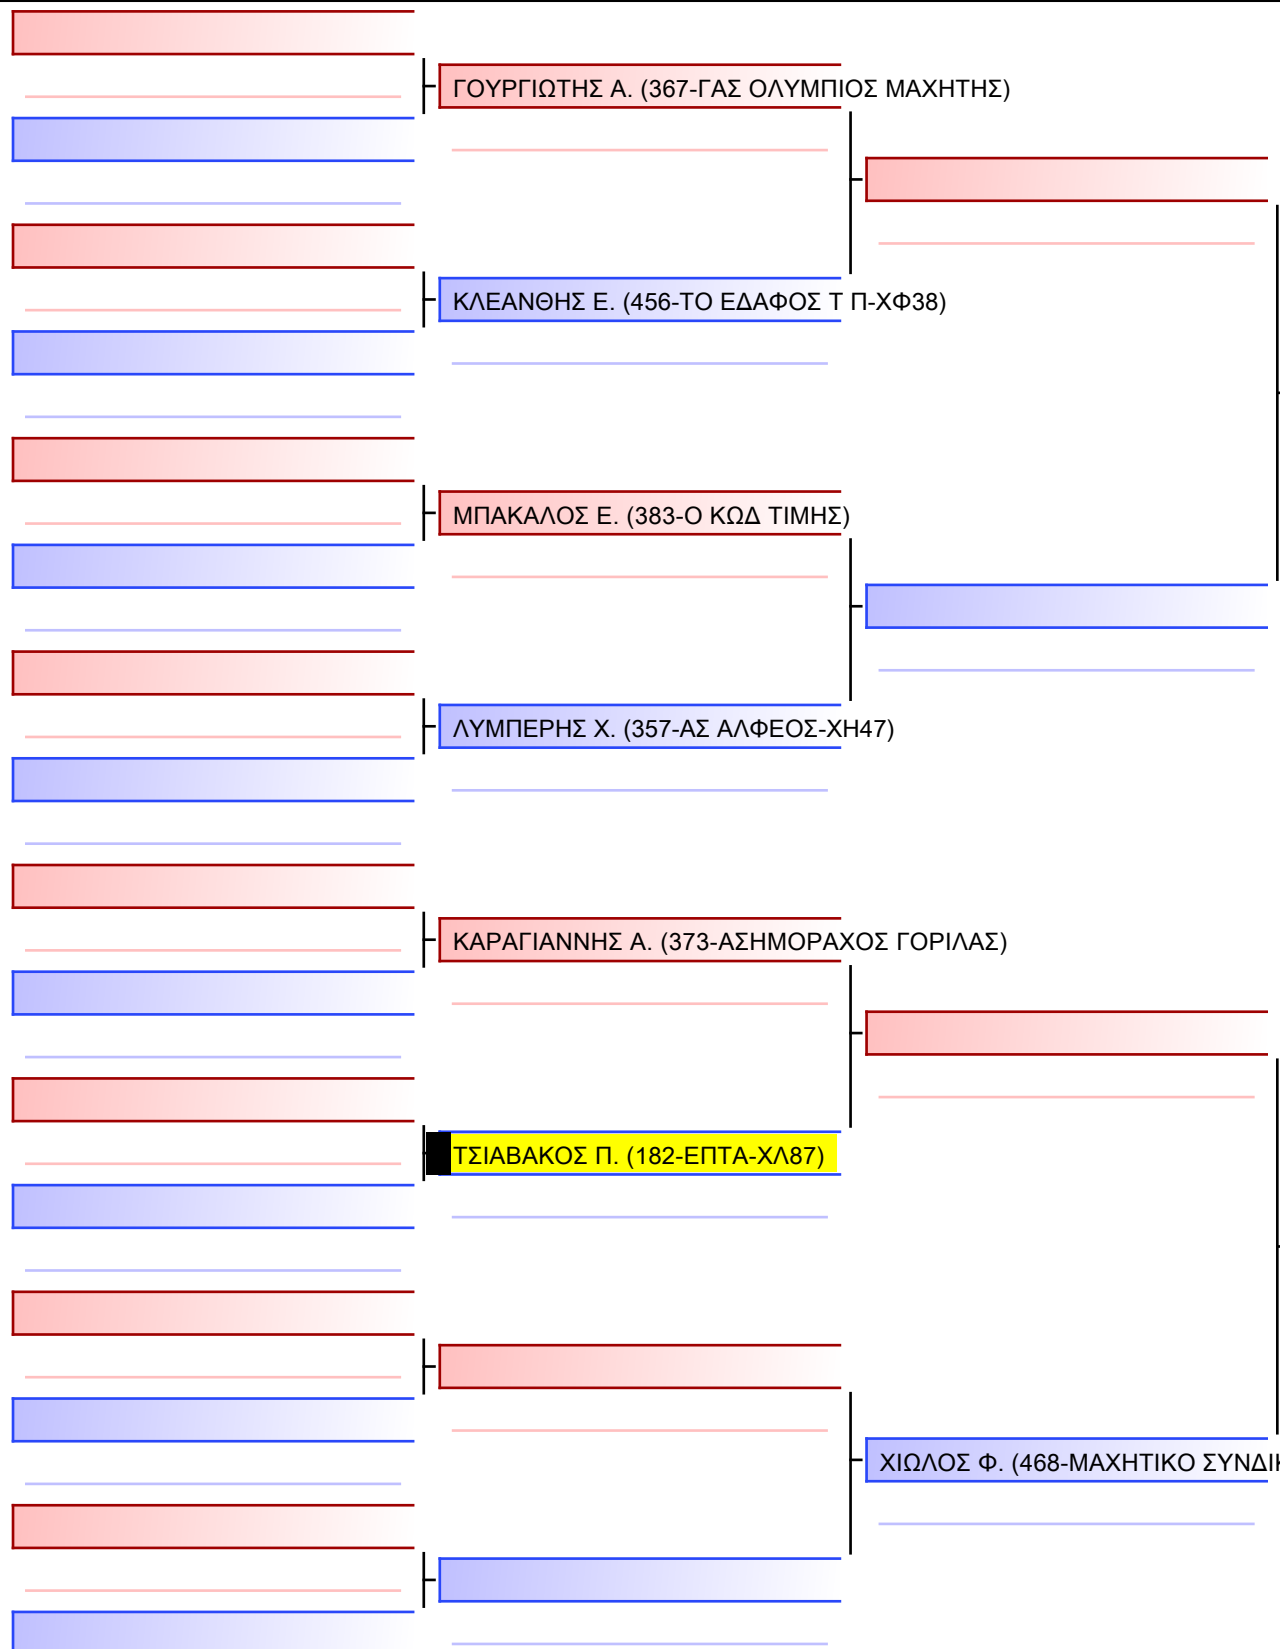 ΓΟΥΡΓΙΩΤΗΣ Α. (367-ΓΑΣ ΟΛΥΜΠΙΟΣ ΜΑΧΗΤΗΣ)
ΚΛΕΑΝΘΗΣ Ε. (456-ΤΟ ΕΔΑΦΟΣ Τ Π-ΧΦ38)
ΜΠΑΚΑΛΟΣ Ε. (383-Ο ΚΩΔ ΤΙΜΗΣ)
ΛΥΜΠΕΡΗΣ Χ. (357-ΑΣ ΑΛΦΕΟΣ-ΧΗ47)
ΚΑΡΑΓΙΑΝΝΗΣ Α. (373-ΑΣΗΜΟΡΑΧΟΣ ΓΟΡΙΛΑΣ)
ΤΣΙΑΒΑΚΟΣ Π. (182-ΕΠΤΑ-ΧΛ87)
ΧΙΩΛΟΣ Φ. (468-ΜΑΧΗΤΙΚΟ ΣΥΝΔΙΚ